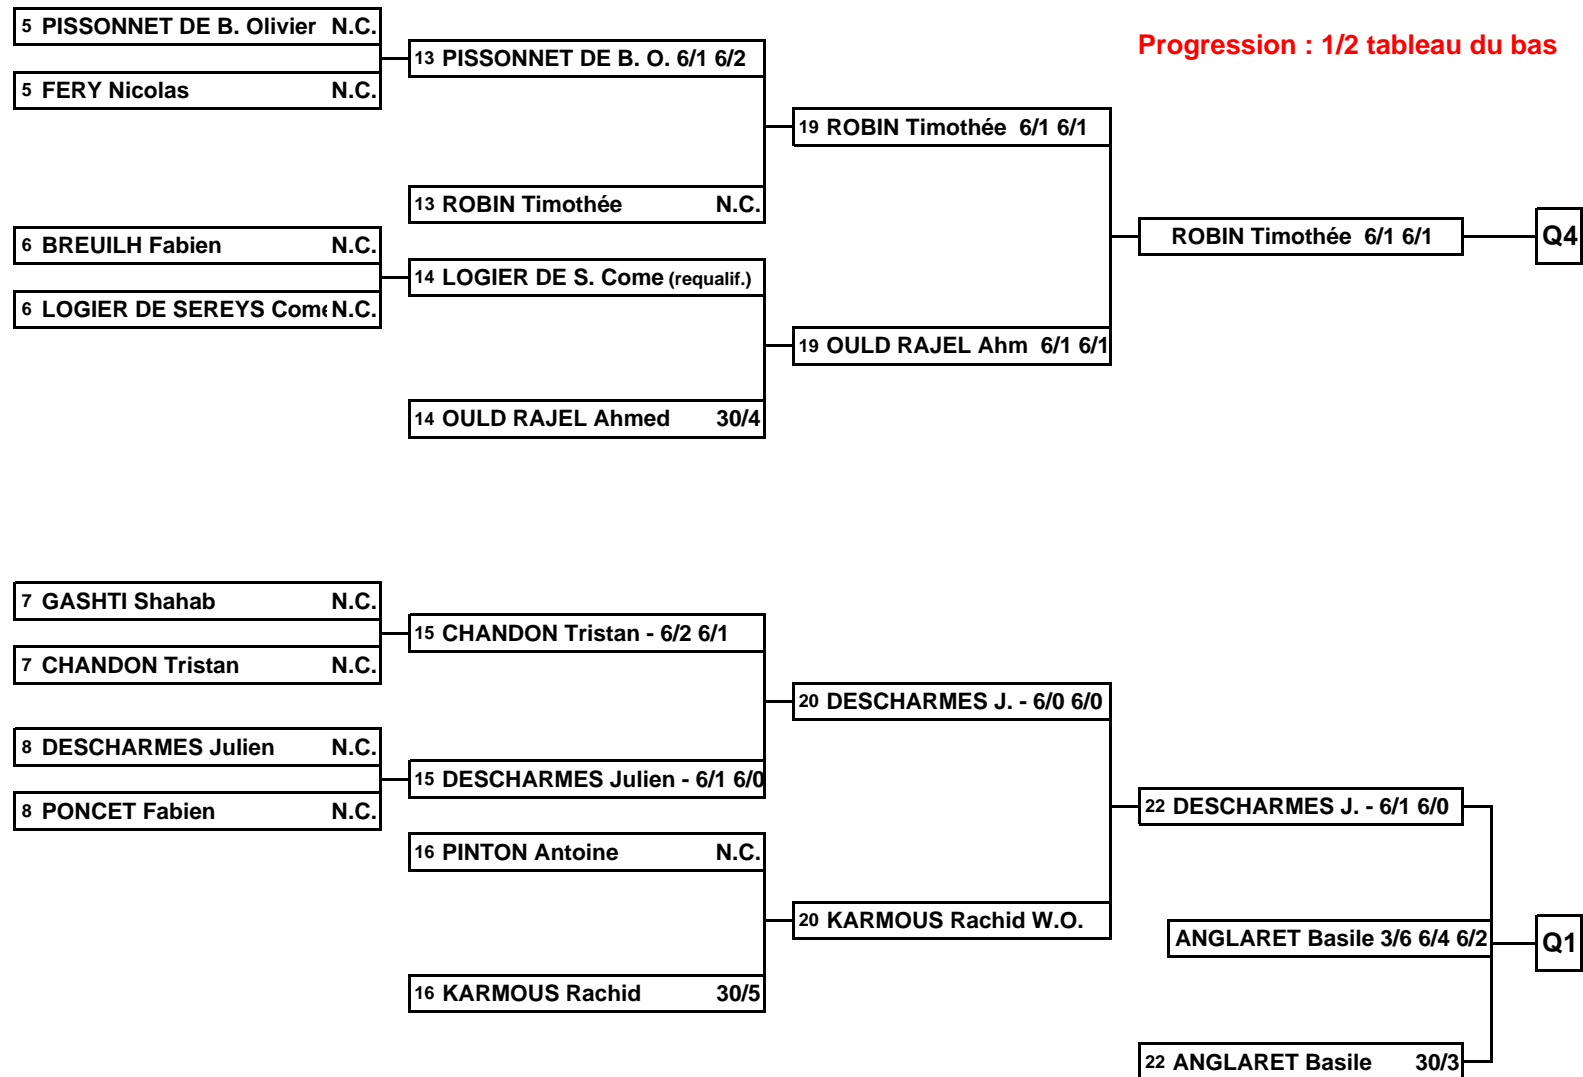 5 PISSONNET DE B. Olivier N.C.
Progression : 1/2 tableau du bas
13 PISSONNET DE B. O. 6/1 6/2
5 FERY Nicolas N.C.
19 ROBIN Timothée 6/1 6/1
13 ROBIN Timothée N.C.
6 BREUILH Fabien N.C.
ROBIN Timothée 6/1 6/1
Q4
14 LOGIER DE S. Come (requalif.)
6 LOGIER DE SEREYS Come N.C.
19 OULD RAJEL Ahm 6/1 6/1
14 OULD RAJEL Ahmed 30/4
7 GASHTI Shahab N.C.
15 CHANDON Tristan - 6/2 6/1
7 CHANDON Tristan N.C.
20 DESCHARMES J. - 6/0 6/0
8 DESCHARMES Julien N.C.
15 DESCHARMES Julien - 6/1 6/0
8 PONCET Fabien N.C.
22 DESCHARMES J. - 6/1 6/0
16 PINTON Antoine N.C.
20 KARMOUS Rachid W.O.
ANGLARET Basile 3/6 6/4 6/2
Q1
16 KARMOUS Rachid 30/5
22 ANGLARET Basile 30/3